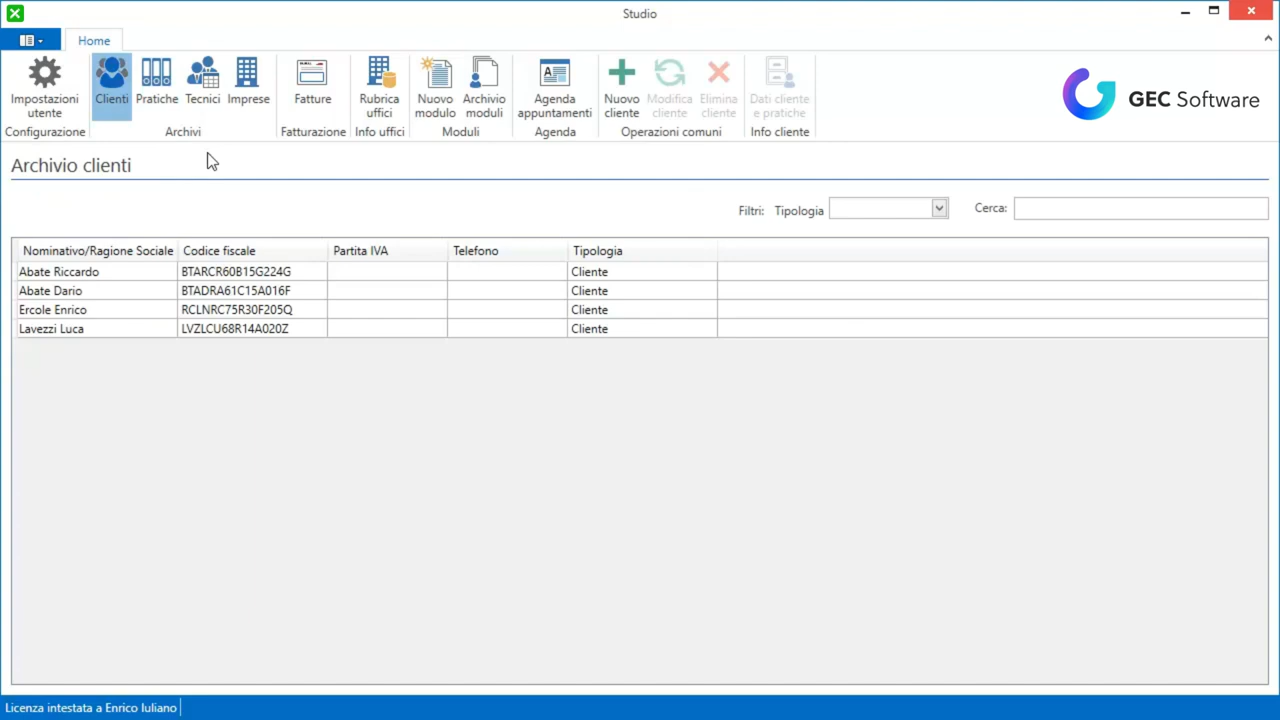 Studio
Home
Impostazioni utente
Clienti
Pratiche
Tecnici
Imprese
Fatture
Rubrica uffici
Nuovo modulo
Archivio moduli
Agenda appuntamenti
Nuovo cliente
Modifica cliente
Elimina cliente
Dati cliente e pratiche
GEC Software
Configurazione
Archivi
Fatturazione
Info uffici
Moduli
Agenda
Operazioni comuni
Info cliente
Archivio clienti
Filtri: Tipologia Cerca:
Nominativo/Ragione Sociale Codice fiscale Partita IVA Telefono Tipologia
Abate Riccardo BTARCR60B15G224G Cliente
Abate Dario BTADRA61C15A016F Cliente
Ercole Enrico RCLNRC75R30F205Q Cliente
Lavezzi Luca LVZLCU68R14A020Z Cliente
Licenza intestata a Enrico Iuliano